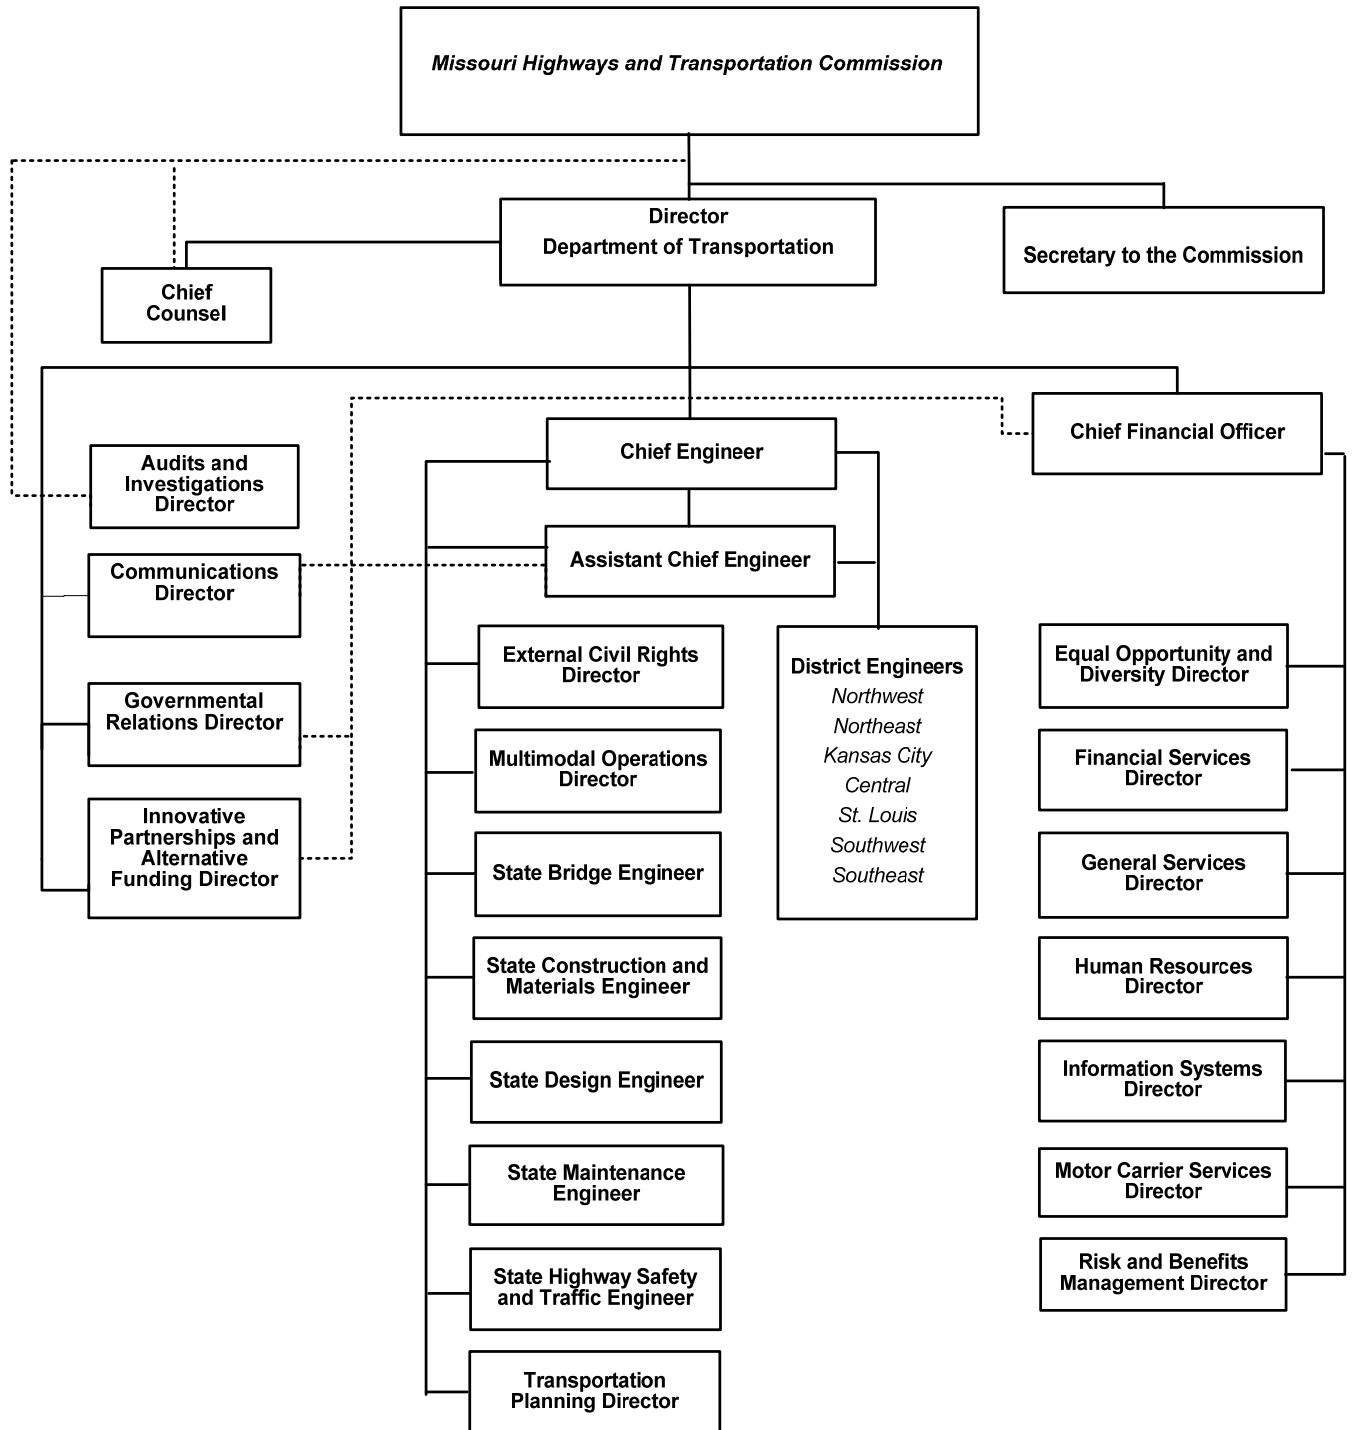 Missouri Highways and Transportation Commission
Director
Department of Transportation
Secretary to the Commission
Chief
Counsel
Chief Financial Officer
Chief Engineer
Assistant Chief Engineer
Audits and
Investigations
Director
Communications
Director
Governmental
Relations Director
Innovative
Partnerships and
Alternative
Funding Director
External Civil Rights
Director
Multimodal Operations
Director
State Bridge Engineer
State Construction and
Materials Engineer
State Design Engineer
State Maintenance
Engineer
State Highway Safety
and Traffic Engineer
Transportation
Planning Director
District Engineers
Northwest
Northeast
Kansas City
Central
St. Louis
Southwest
Southeast
Equal Opportunity and
Diversity Director
Financial Services
Director
General Services
Director
Human Resources
Director
Information Systems
Director
Motor Carrier Services
Director
Risk and Benefits
Management Director